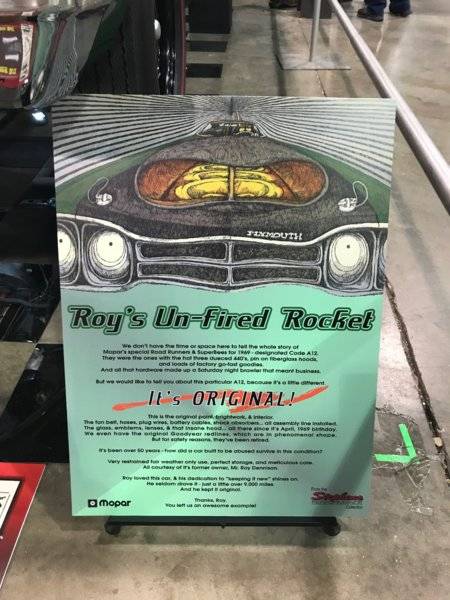 PLYMOUTH
Roy's Un-Fired Rocket
We don't have the time or space here to tell the whole story of
Mopar's special Road Runners & SuperBees for 1969 - designated Code A12.
They were the ones with the hot three dueced 440's, pin on fiberglass hoods,
and loads of factory go-fast goodies.
And all that hardware made up a Saturday night brawler that meant business.
But we would like to tell you about this particular A12, because it's a little different.
It's ORIGINAL!
This is the original paint, brightwork, & interior.
The fan belt, hoses, plug wires, battery cables, shock absorbers... all assembly line installed.
The glass, emblems, lenses, & that insane hood... all there since it's April, 1969 birthday.
We even have the original Goodyear redlines, which are in phenomenal shape.
But for safety reasons, they've been retired.
It's been over 50 years - how did a car built to be abused survive in this condition?
Very restrained fair weather only use, perfect storage, and meticulous care.
All courtesy of it's former owner, Mr. Roy Dennison.
Roy loved this car, & his dedication to "keeping it new" shines on.
He seldom drove it - just a little over 9,000 miles.
And he kept it original.
Thanks, Roy.
You left us an awesome example!
Mopar
From the
Collection